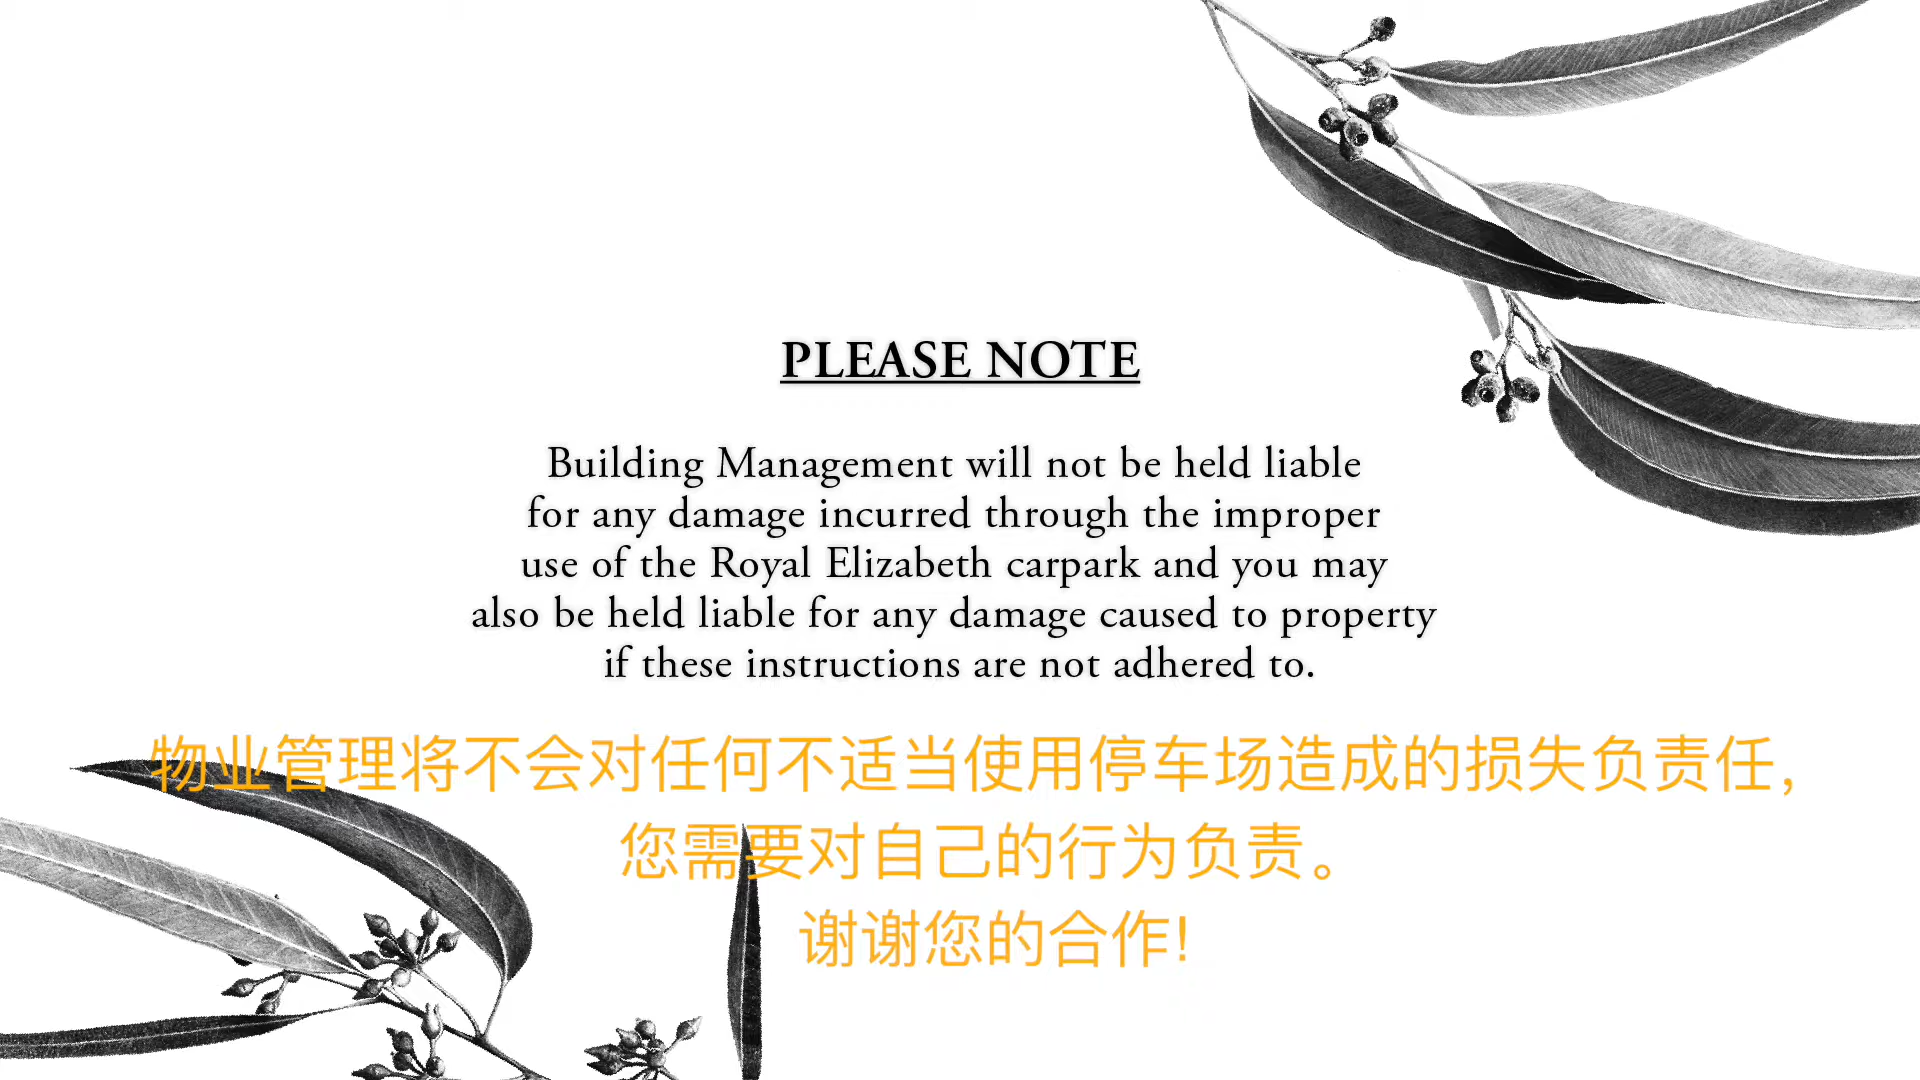 PLEASE NOTE
Building Management will not be held liable
for any damage incurred through the improper
use of the Royal Elizabeth carpark and you may
also be held liable for any damage caused to property
if these instructions are not adhered to.
物业管理将不会对任何不适当使用停车场造成的损失负责任,
您需要对自己的行为负责。
谢谢您的合作!